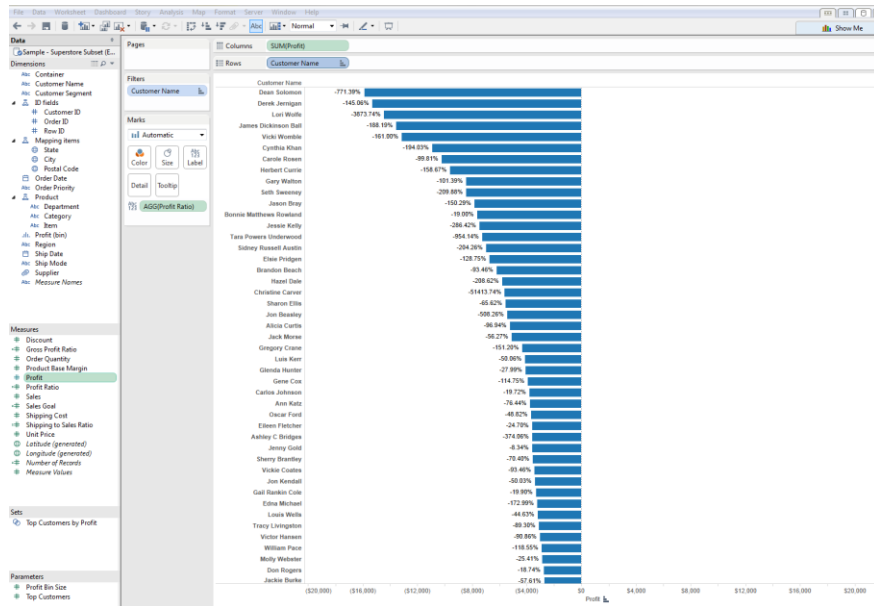 File Data Worksheet Dashboard Story Analysis Map Format Server Window Help
Abc Normal Show Me
Data
Sample - Superstore Subset (E...
Dimensions
Abc Container
Abc Customer Name
Abc Customer Segment
ID fields
# Customer ID
# Order ID
# Row ID
Mapping items
State
City
Postal Code
Order Date
Abc Order Priority
Product
Abc Department
Abc Category
Abc Item
Profit (bin)
Abc Region
Ship Date
Abc Ship Mode
Supplier
Abc Measure Names
Measures
Discount
Gross Profit Ratio
Order Quantity
Product Base Margin
Profit
Profit Ratio
Sales
Sales Goal
Shipping Cost
Shipping to Sales Ratio
Unit Price
Latitude (generated)
Longitude (generated)
Number of Records
Measure Values
Sets
Top Customers by Profit
Parameters
Profit Bin Size
Top Customers
Pages
Filters
Customer Name
Marks
Automatic
Color Size Label
Detail Tooltip
AGG(Profit Ratio)
Columns SUM(Profit)
Rows Customer Name
Customer Name
Dean Solomon -771.39%
Derek Jernigan -145.06%
Lori Wolfe -3873.74%
James Dickinson Ball -188.19%
Vicki Womble -161.00%
Cynthia Khan -194.03%
Carole Rosen -99.81%
Herbert Currie -158.67%
Gary Walton -101.39%
Seth Sweeney -209.88%
Jason Bray -150.29%
Bonnie Matthews Rowland -19.00%
Jessie Kelly -286.42%
Tara Powers Underwood -954.14%
Sidney Russell Austin -204.26%
Elsie Pridgen -128.75%
Brandon Beach -93.46%
Hazel Dale -208.62%
Christine Carver -51413.74%
Sharon Ellis -65.62%
Jon Beasley -508.26%
Alicia Curtis -96.94%
Jack Morse -56.27%
Gregory Crane -151.20%
Luis Kerr -50.06%
Glenda Hunter -27.99%
Gene Cox -114.75%
Carlos Johnson -19.72%
Ann Katz -76.44%
Oscar Ford -48.82%
Eileen Fletcher -24.70%
Ashley C Bridges -374.06%
Jenny Gold -8.34%
Sherry Brantley -70.40%
Vickie Coates -93.46%
Jon Kendall -50.03%
Gail Rankin Cole -19.90%
Edna Michael -172.99%
Louis Wells -44.63%
Tracy Livingston -89.30%
Victor Hansen -90.86%
William Pace -118.55%
Molly Webster -25.41%
Don Rogers -18.74%
Jackie Burke -57.61%
($20,000) ($16,000) ($12,000) ($8,000) ($4,000) $0 $4,000 $8,000 $12,000 $16,000 $20,000
Profit